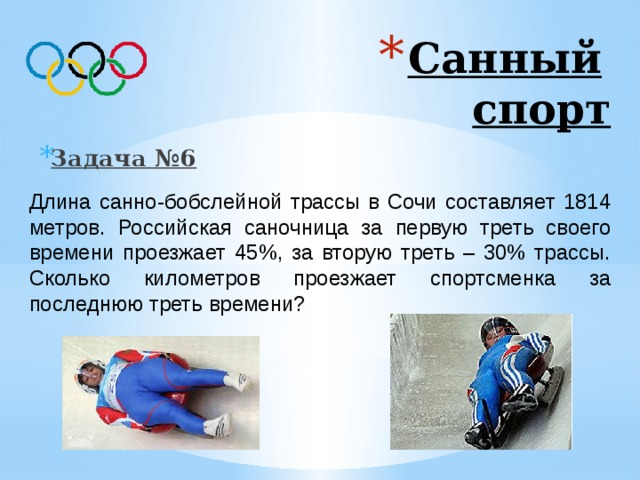 * Санный
спорт
* Задача №6
Длина санно-бобслейной трассы в Сочи составляет 1814
метров. Российская саночница за первую треть своего
времени проезжает 45%, за вторую треть – 30% трассы.
Сколько километров проезжает спортсменка за
последнюю треть времени?